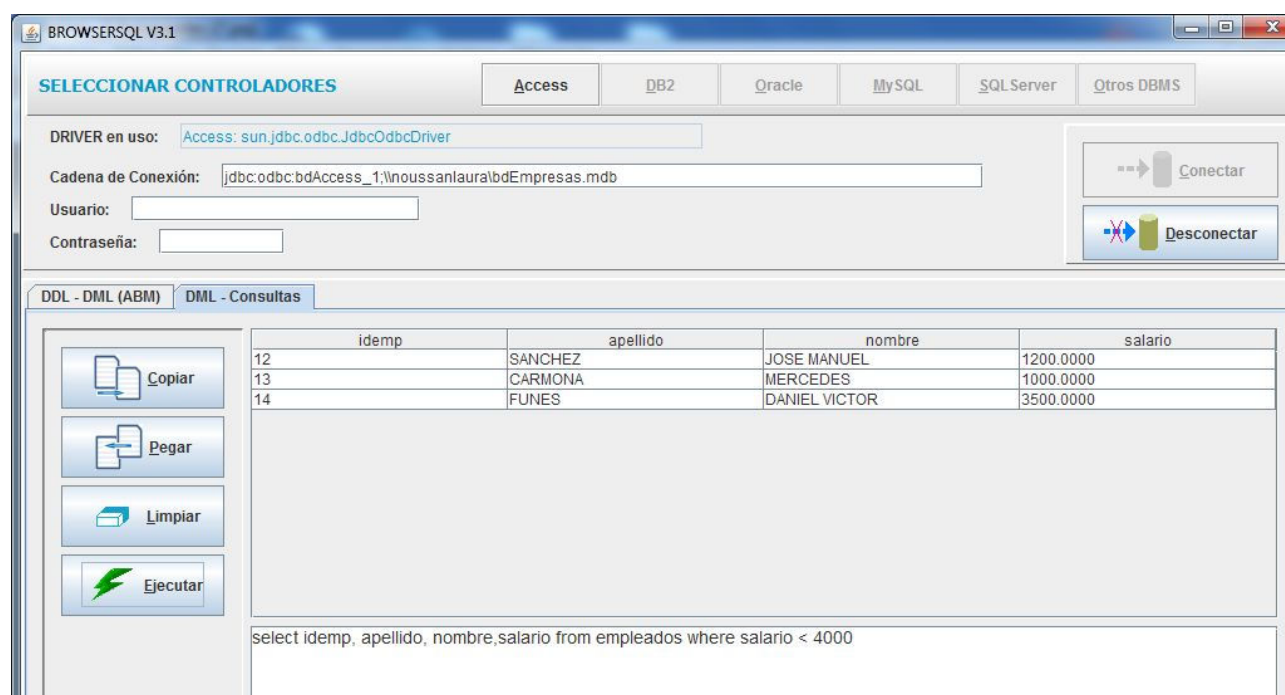 BROWSERSQL V3.1
SELECCIONAR CONTROLADORES Access DB2 Oracle MySQL SQLServer Otros DBMS
DRIVER en uso: Access: sun.jdbc.odbc.JdbcOdbcDriver
Cadena de Conexión: jdbc:odbc:bdAccess_1;\\nouserinlaura\bdEmpresas.mdb
Conectar
Usuario:
Contraseña:
Desconectar
DDL - DML (ABM) DML - Consultas
idemp apellido nombre salario
12 SANCHEZ JOSE MANUEL 1200.0000
13 CARMONA MERCEDES 1000.0000
14 FUNES DANIEL VICTOR 3500.0000
Copiar
Pegar
Limpiar
Ejecutar
select idemp, apellido, nombre,salario from empleados where salario < 4000